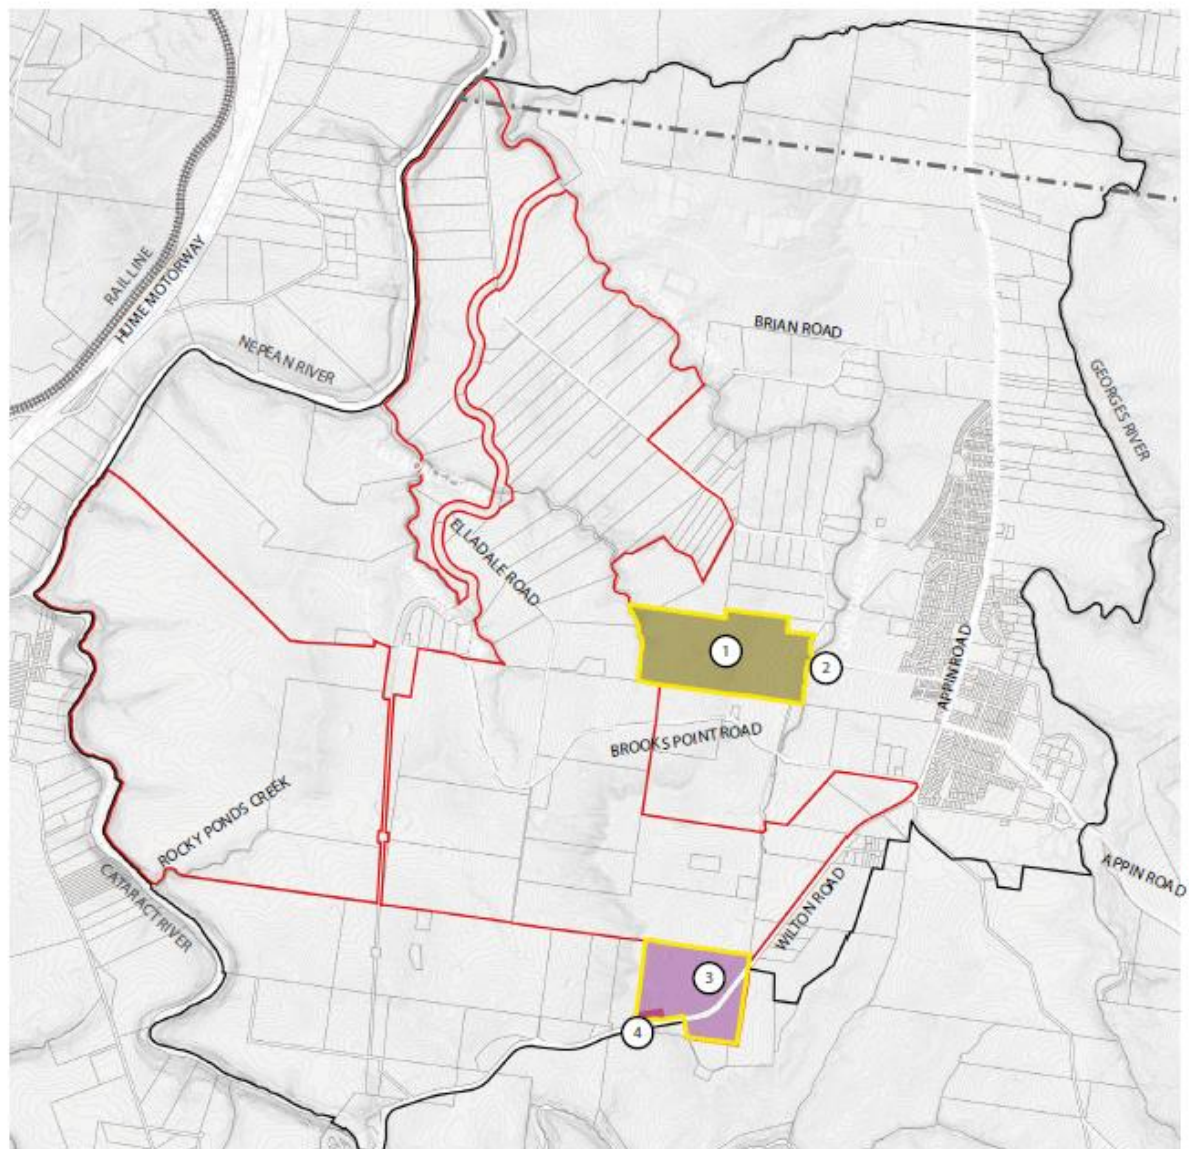 RAIL LINE
HUME MOTORWAY
NEPEAN RIVER
BRIAN ROAD
GEORGES RIVER
ELLADALE ROAD
1
2
APPIN ROAD
BROOKS POINT ROAD
ROCKY PONDS CREEK
CATARACT RIVER
WILTON ROAD
APPIN ROAD
3
4